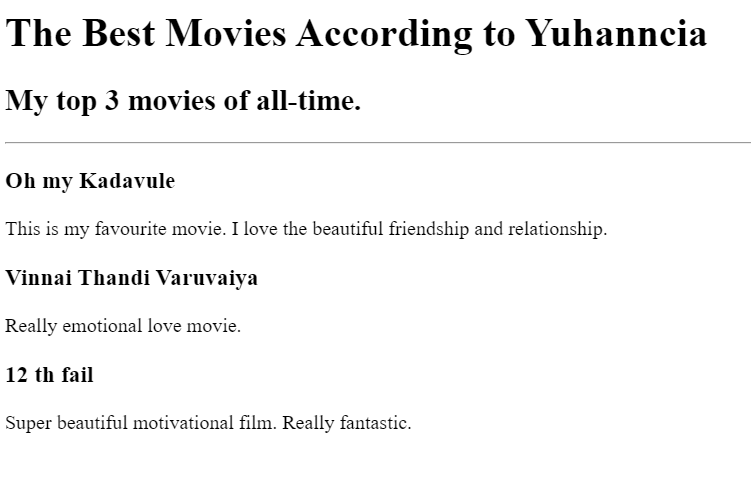 The Best Movies According to Yuhanncia
My top 3 movies of all-time.
Oh my Kadavule
This is my favourite movie. I love the beautiful friendship and relationship.
Vinnai Thandi Varuvaiya
Really emotional love movie.
12 th fail
Super beautiful motivational film. Really fantastic.